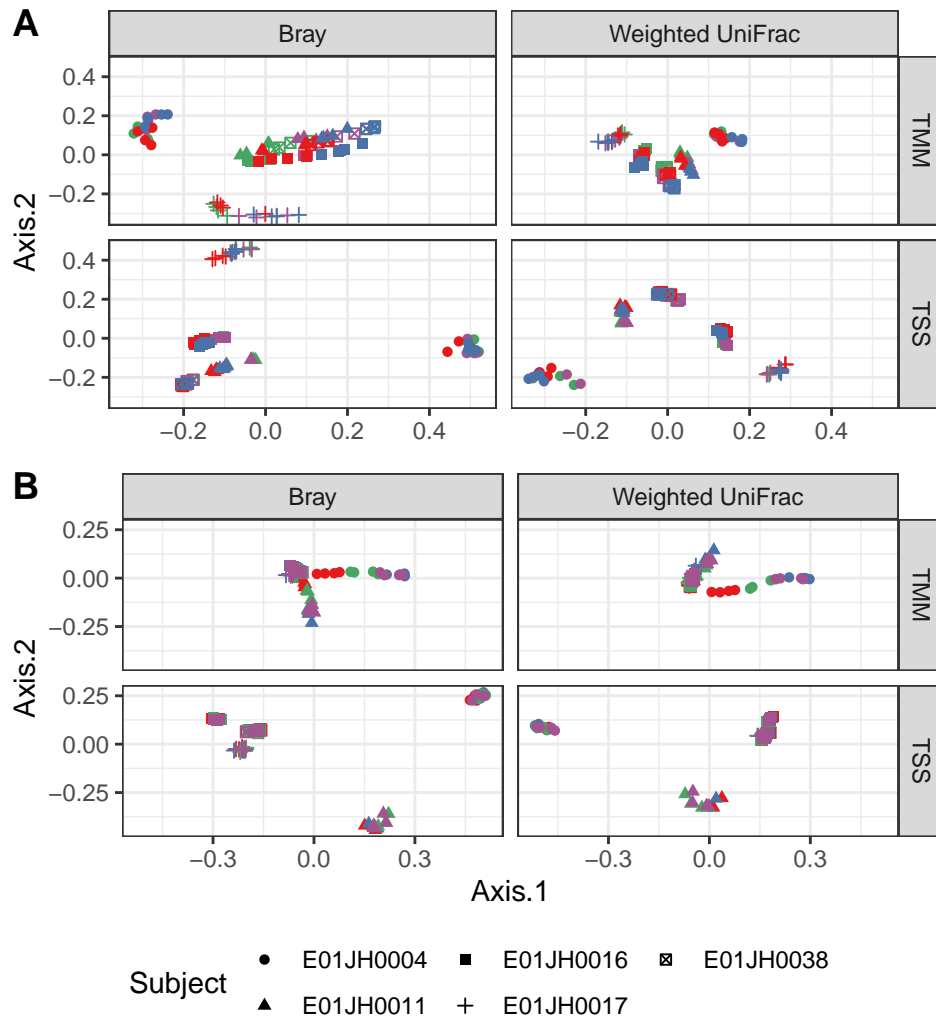 A
Bray
Weighted UniFrac
0.4
0.2
0.0
−0.2
TMM
0.4
0.2
0.0
−0.2
TSS
Axis.2
−0.2
0.0
0.2
0.4
−0.2
0.0
0.2
0.4
B
Bray
Weighted UniFrac
0.25
0.00
−0.25
TMM
0.25
0.00
−0.25
TSS
Axis.2
−0.3
0.0
0.3
−0.3
0.0
0.3
Axis.1
Subject
E01JH0004
E01JH0016
E01JH0038
E01JH0011
E01JH0017